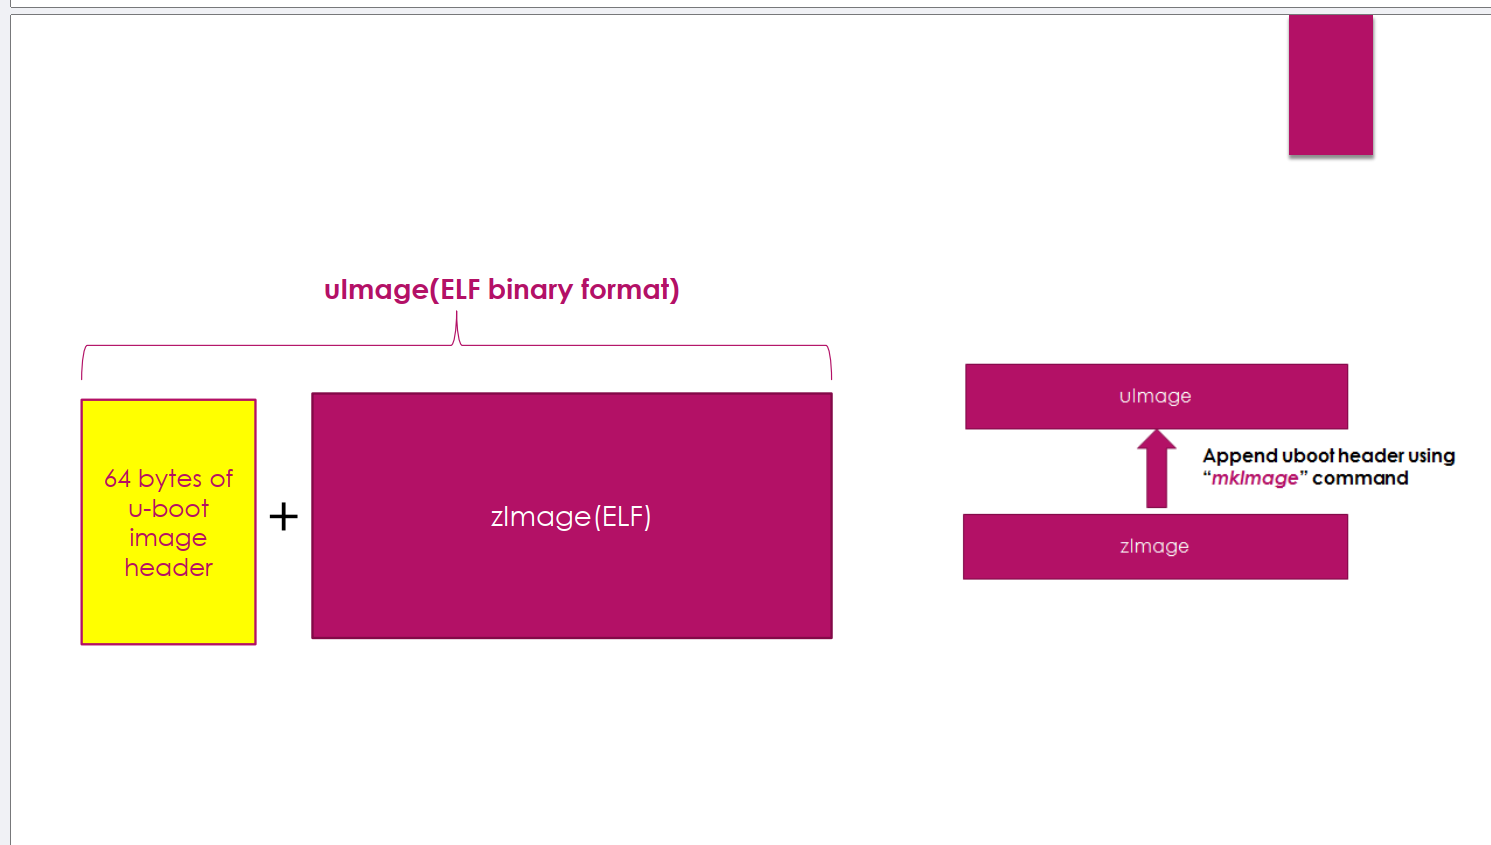 uImage(ELF binary format)
64 bytes of
u-boot
image
header
+
zImage(ELF)
uImage
Append uboot header using
“mkImage” command
zImage